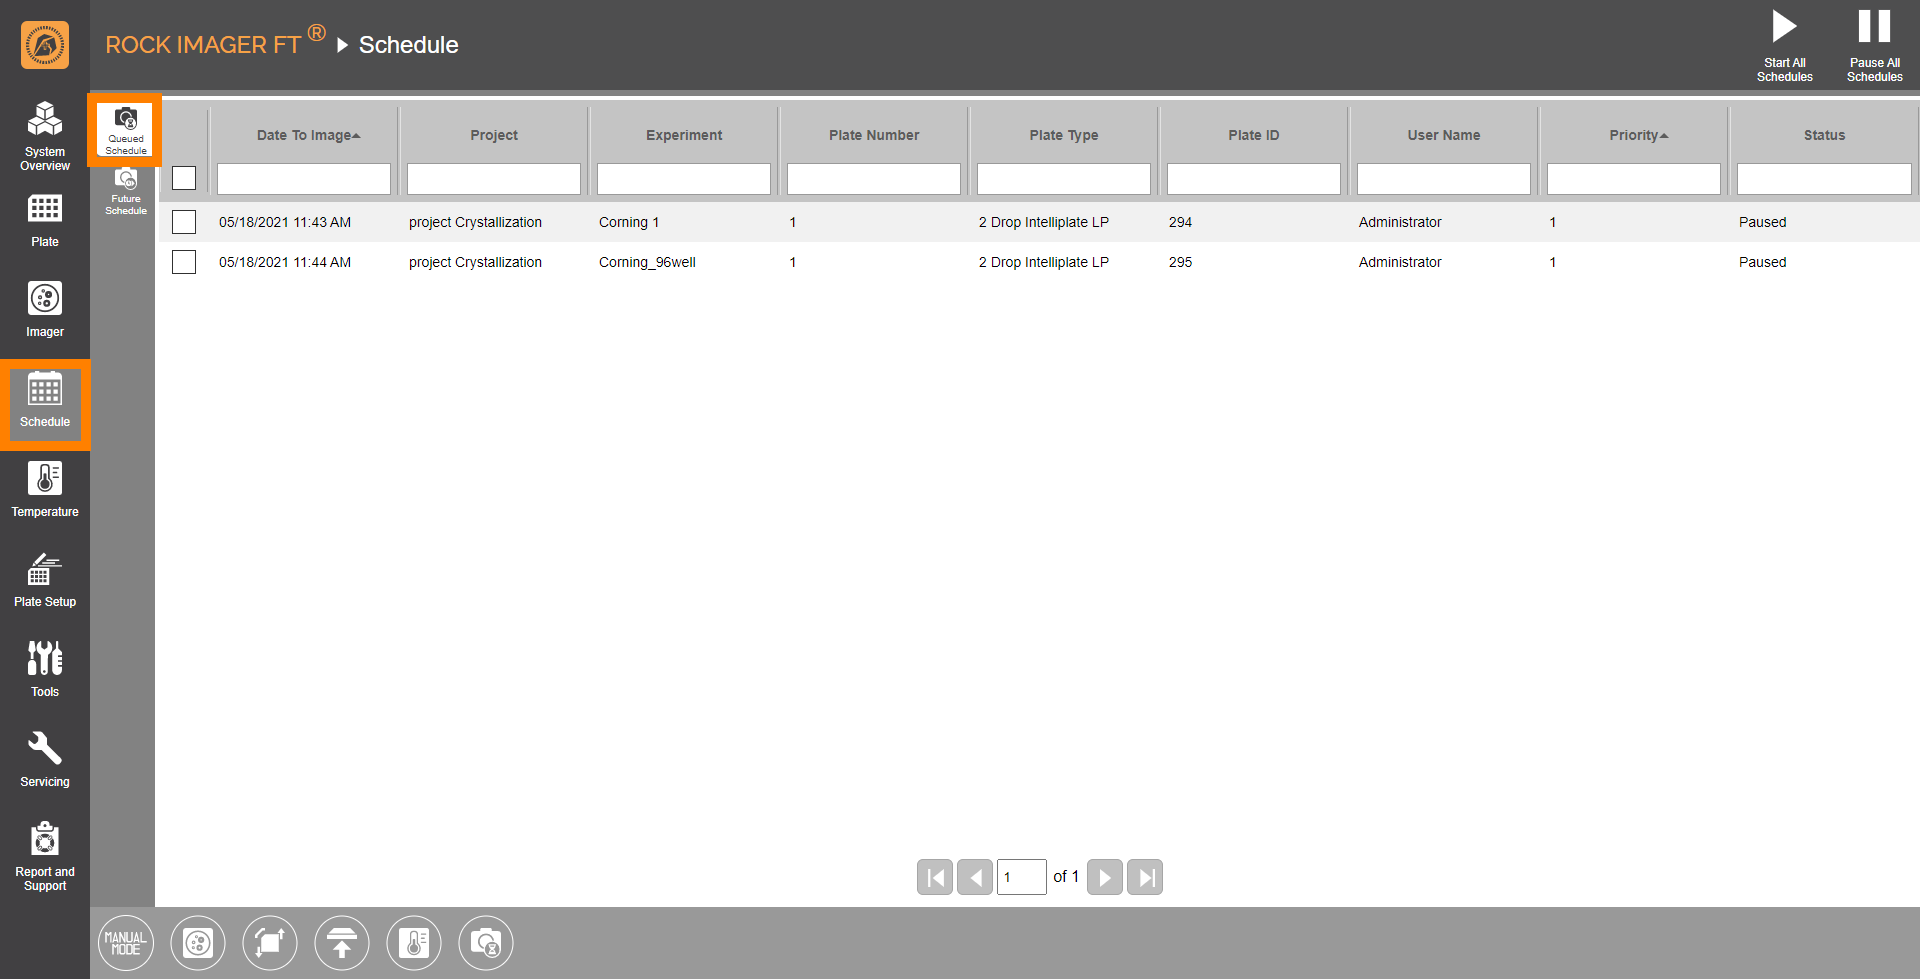 ROCK IMAGER FT ® Schedule
Start All
Schedules
Pause All
Schedules
System
Overview
Plate
Imager
Schedule
Temperature
Plate Setup
Tools
Servicing
Report and
Support
Queued
Schedule
Future
Schedule
Date To Image Project Experiment Plate Number Plate Type Plate ID User Name Priority Status
05/18/2021 11:43 AM project Crystallization Corning 1 1 2 Drop Intelliplate LP 294 Administrator 1 Paused
05/18/2021 11:44 AM project Crystallization Corning_96well 1 2 Drop Intelliplate LP 295 Administrator 1 Paused
1 of 1
MANUAL
MODE